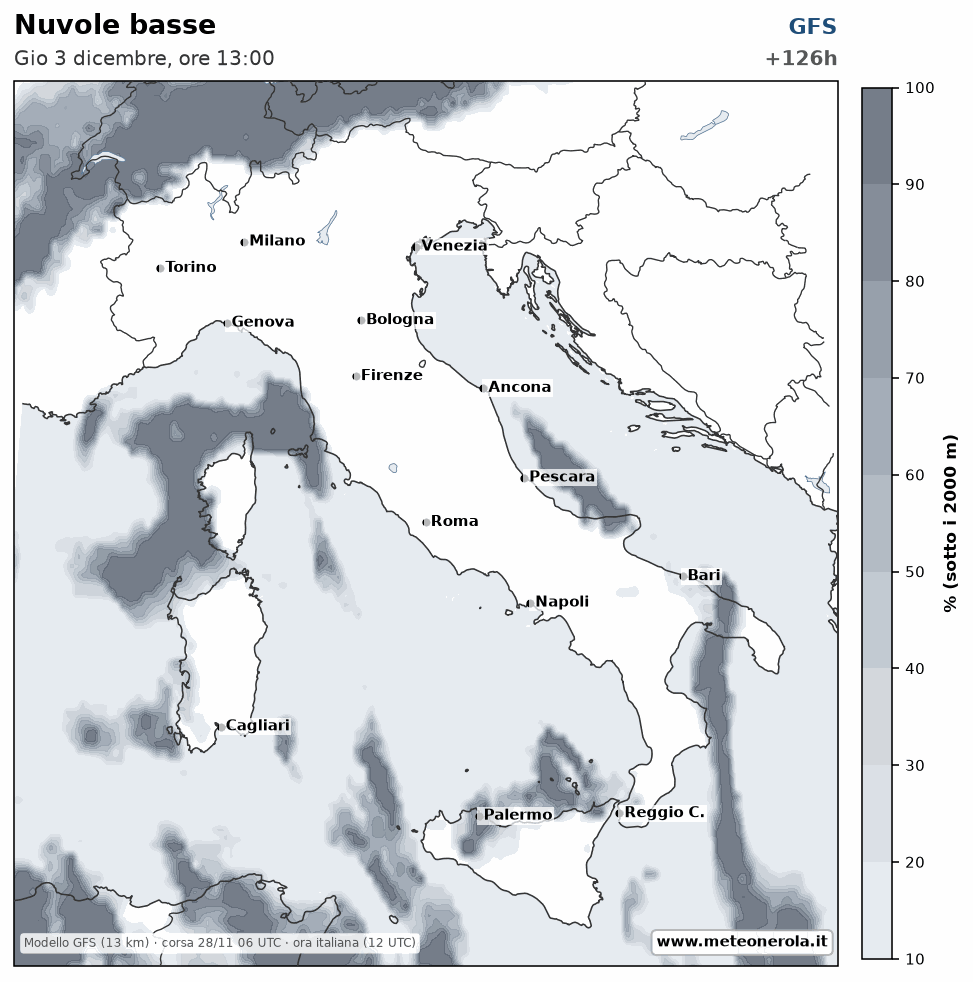 Nuvole basse
GFS
Gio 3 dicembre, ore 13:00
+126h
Milano
Venezia
Torino
Genova
Bologna
Firenze
Ancona
Pescara
Roma
Bari
Napoli
Cagliari
Palermo
Reggio C.
Modello GFS (13 km) · corsa 28/11 06 UTC · ora italiana (12 UTC)
www.meteonerola.it
100
90
80
70
60
50
40
30
20
10
% (sotto i 2000 m)